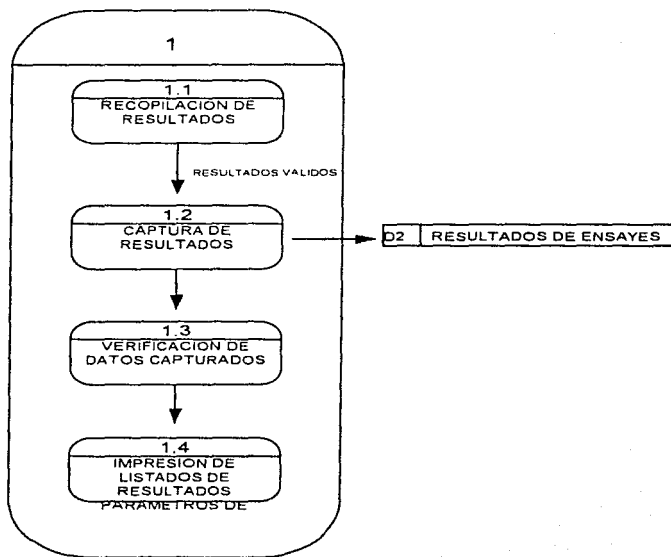 1
1.1
RECOPILACION DE
RESULTADOS
RESULTADOS VALIDOS
1.2
CAPTURA DE
RESULTADOS
D2 RESULTADOS DE ENSAYES
1.3
VERIFICACION DE
DATOS CAPTURADOS
1.4
IMPRESION DE
LISTADOS DE
RESULTADOS
PARAMETROS DE